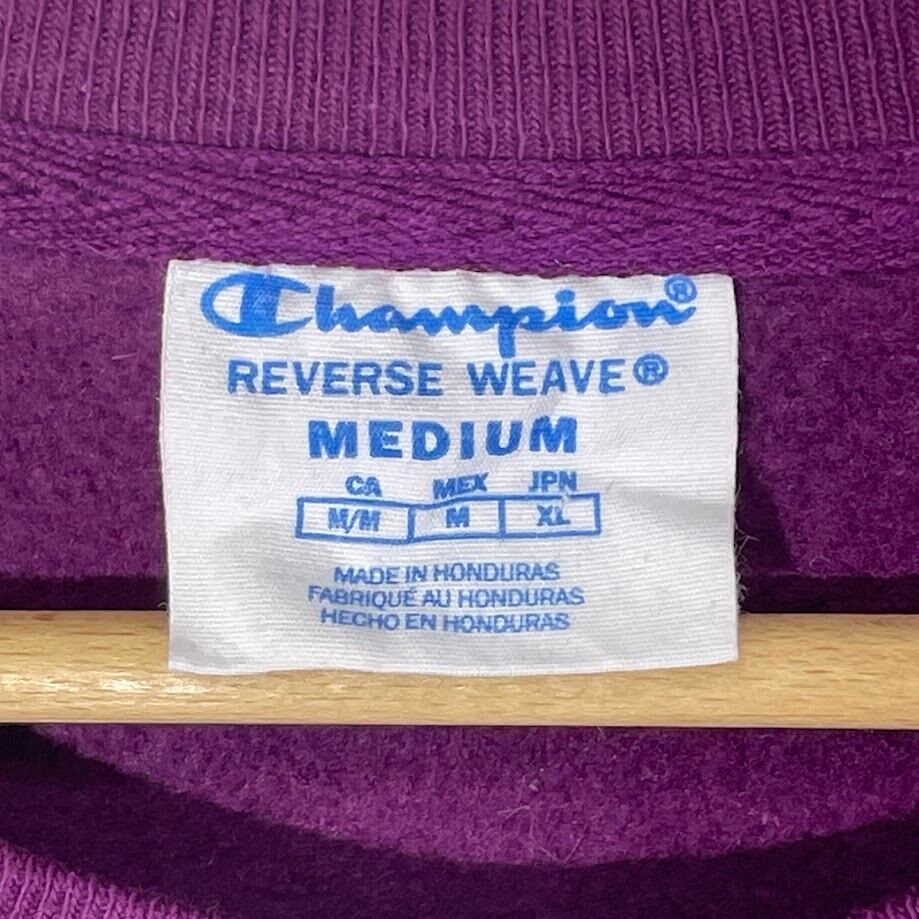 Champion®
REVERSE WEAVE®
MEDIUM
CA MEX JPN
M/M M XL
MADE IN HONDURAS
FABRIQUÉ AU HONDURAS
HECHO EN HONDURAS